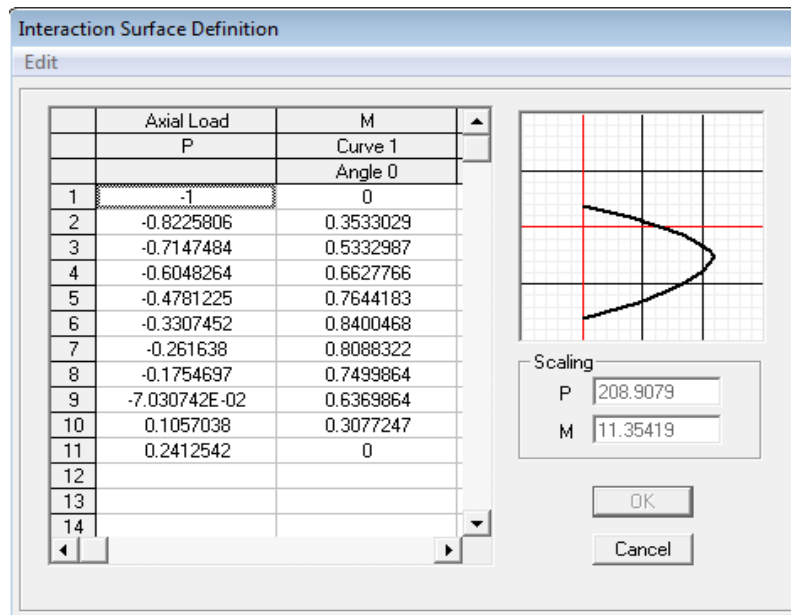 Interaction Surface Definition
Edit
Axial Load M
P Curve 1
Angle 0
1 -1 0
2 -0.8225806 0.3533029
3 -0.7147484 0.5332987
4 -0.6048264 0.6627766
5 -0.4781225 0.7644183
6 -0.3307452 0.8400468
7 -0.261638 0.8088322
8 -0.1754697 0.7499864
9 -7.030742E-02 0.6369864
10 0.1057038 0.3077247
11 0.2412542 0
12
13
14
Scaling
P 208.9079
M 11.35419
OK
Cancel